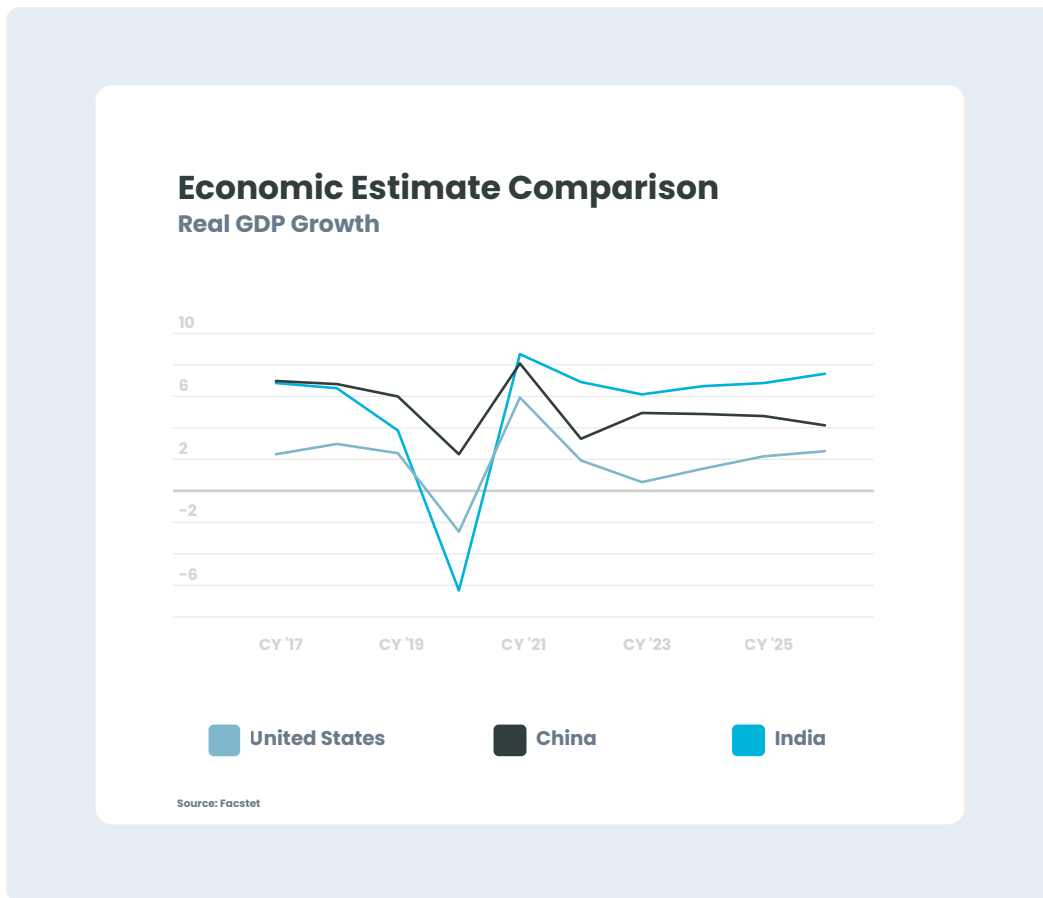 Economic Estimate Comparison
Real GDP Growth
10
6
2
-2
-6
CY '17 CY '19 CY '21 CY '23 CY '25
United States China India
Source: Facstet